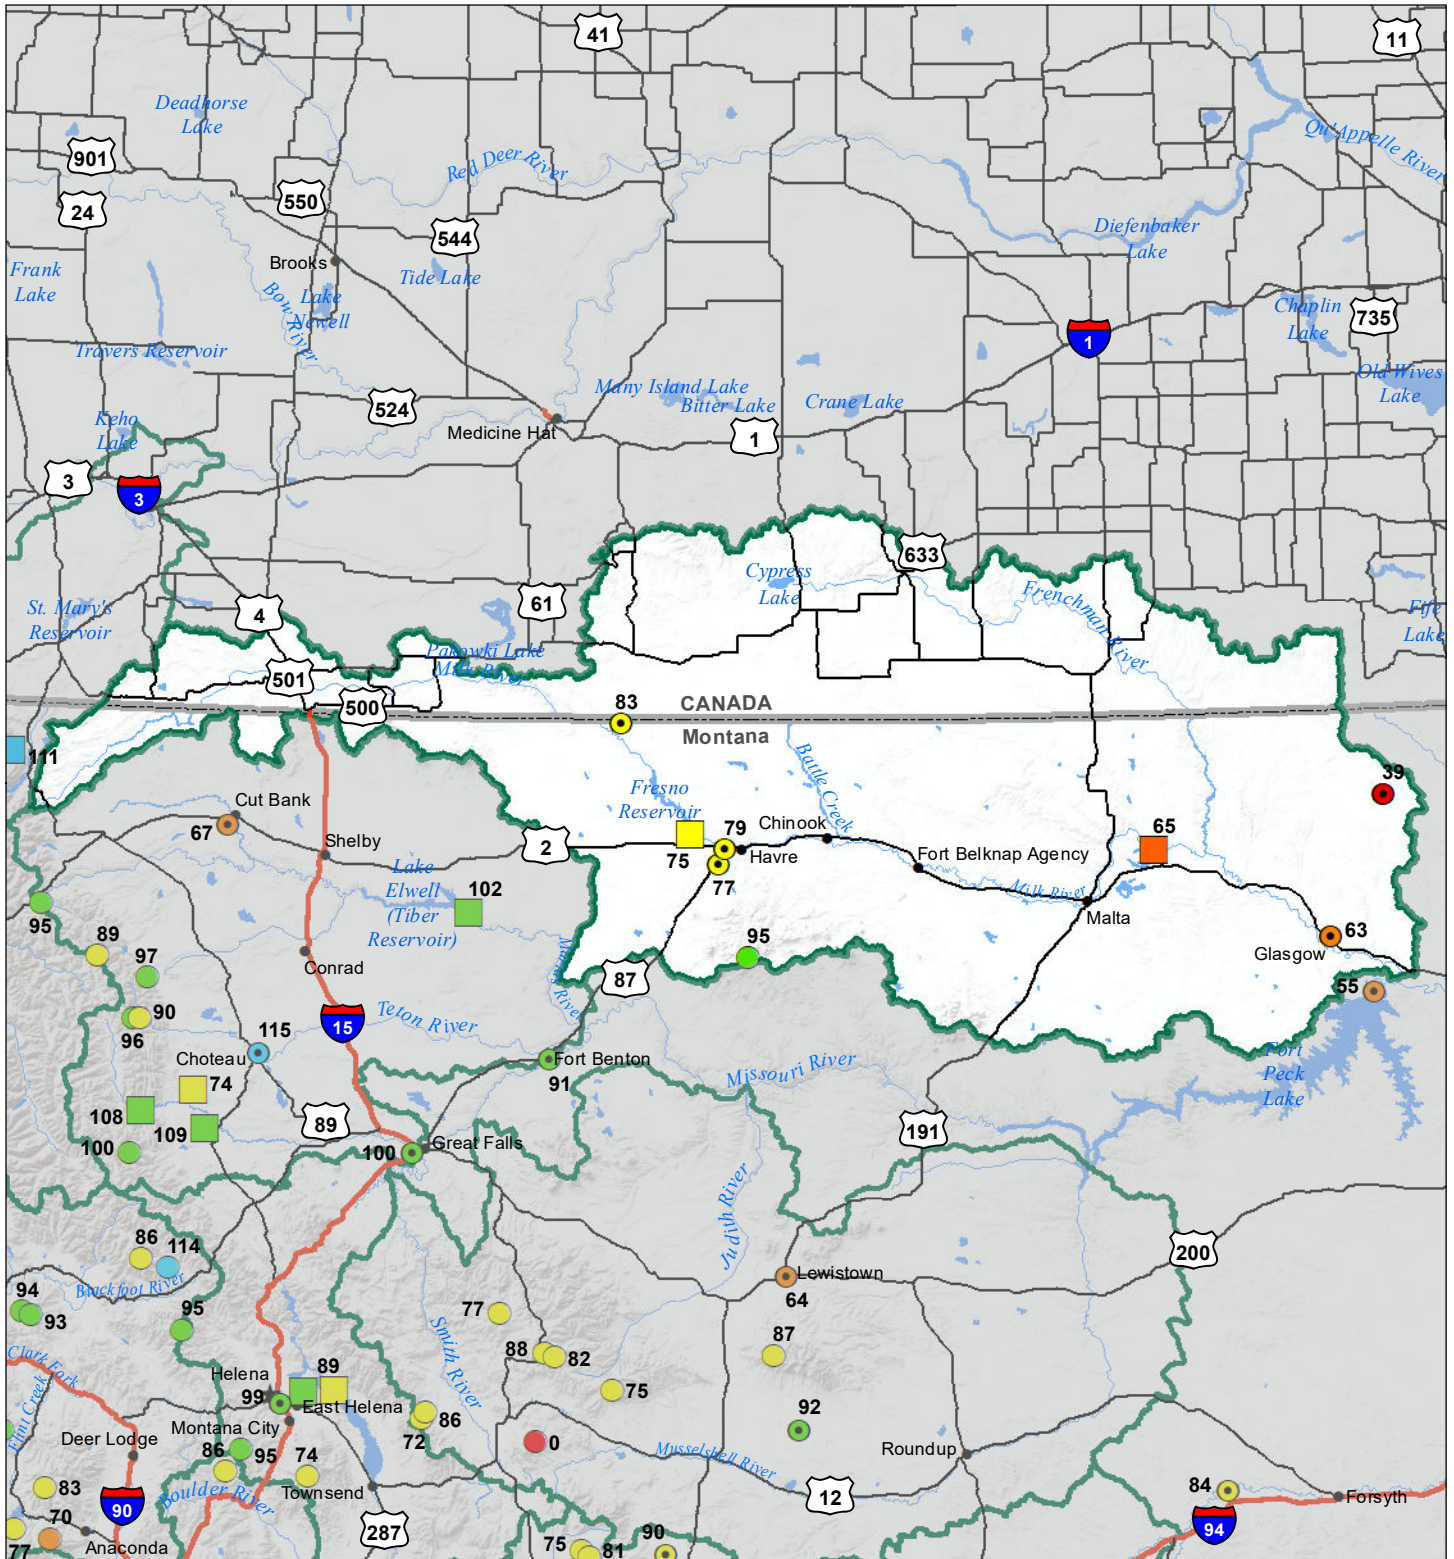 41
11
Deadhorse
Lake
Qu'Appelle River
901
Red Deer River
550
24
544
Diefenbaker
Lake
Brooks
Frank
Lake
Tide Lake
Lake
Newell
Bow River
Chaplin
Lake
735
1
Travers Reservoir
Old Wives
Lake
Many Island Lake
Bitter Lake
Crane Lake
524
Keho
Lake
Medicine Hat
1
3
3
633
Cypress
Lake
Frenchman River
61
4
St. Mary's
Reservoir
Fife
Lake
Pakowki Lake
Milk River
501
500
83
CANADA
Montana
111
Battle Creek
39
Fresno
Reservoir
Cut Bank
67
Shelby
2
75
79
77
Havre
Chinook
65
Fort Belknap Agency
Milk River
Malta
Lake
Elwell
(Tiber
Reservoir)
102
95
89
97
95
63
Glasgow
Conrad
Marias River
87
55
90
96
115
15
Teton River
Choteau
74
Fort Benton
91
Missouri River
Fort
Peck
Lake
108
109
89
191
100
100
Great Falls
Judith River
86
114
200
Blackfoot River
Lewistown
64
94
93
95
77
Smith River
88
82
87
Clark Fork
Helena
89
99
East Helena
75
Flint Creek
Montana City
86
72
92
Deer Lodge
86
95
74
0
Musselshell River
Roundup
83
Boulder River
Townsend
12
84
Forsyth
90
70
287
94
77
Anaconda
75
81
90